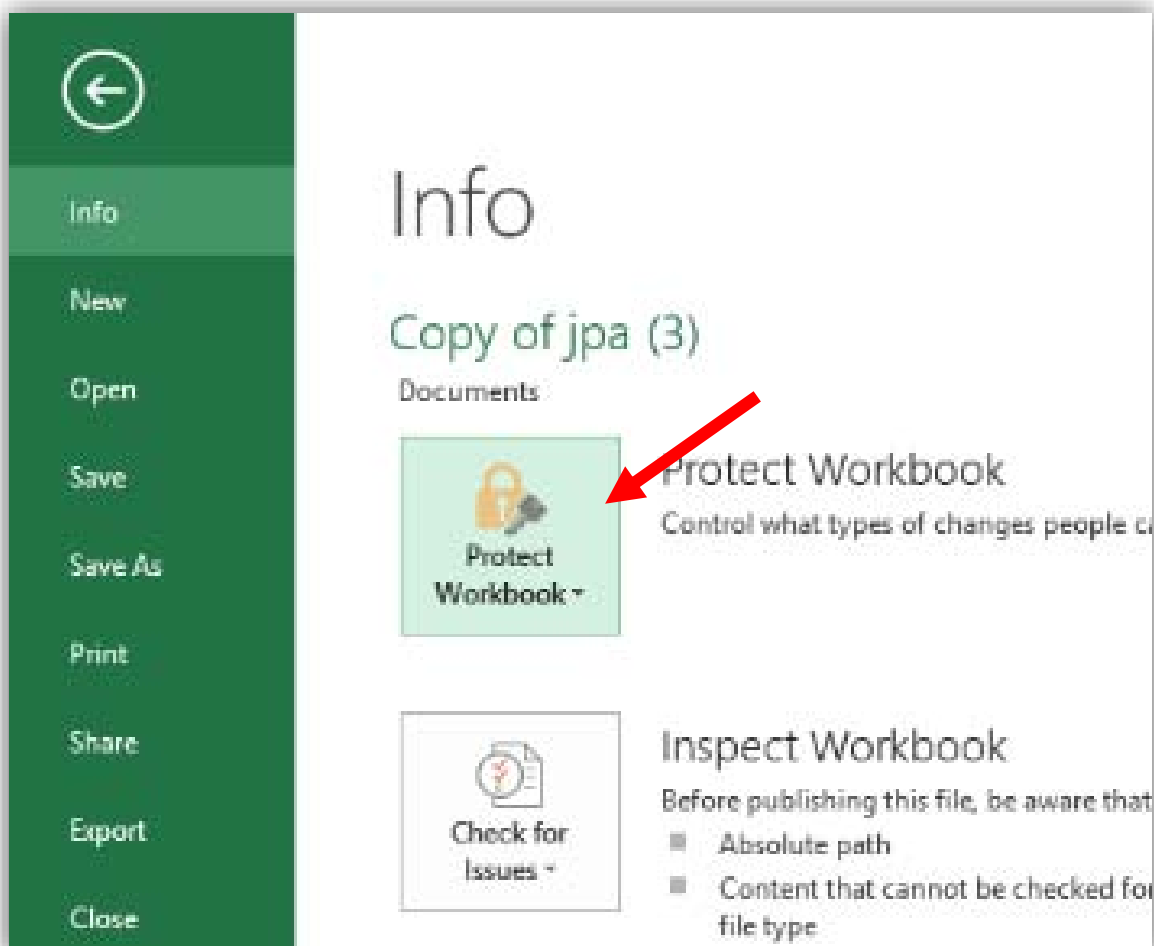 Info
New
Open
Save
Save As
Print
Share
Export
Close
Info
Copy of jpa (3)
Documents
Protect
Workbook
Protect Workbook
Control what types of changes people
Check for
Issues
Inspect Workbook
Before publishing this file, be aware that
Absolute path
Content that cannot be checked for
file type